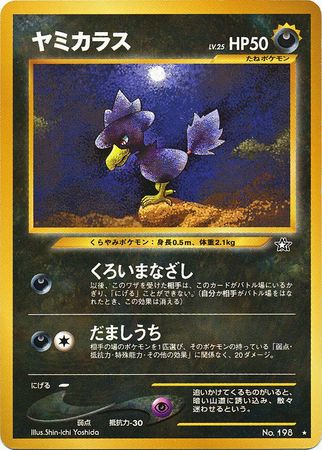 ヤミカラス
LV.25 HP50
たねポケモン
くらやみポケモン：身長0.5m、体重2.1kg
くろいまなざし
以後、このワザを受けた相手は、このカードがバトル場にいるかぎり、「にげる」ことができない。（自分か相手がバトル場をはなれたとき、この効果は消える）
だましうち
相手の場のポケモンを1匹選び、そのポケモンの持っている「弱点・抵抗力・特殊能力・その他の効果」に関係なく、20ダメージ。
にげる
弱点 抵抗力-30
追いかけてくるものがいると、暗い山道に誘い込み、散々迷わせるという。
Illus.Shin-ichi Yoshida
No. 198